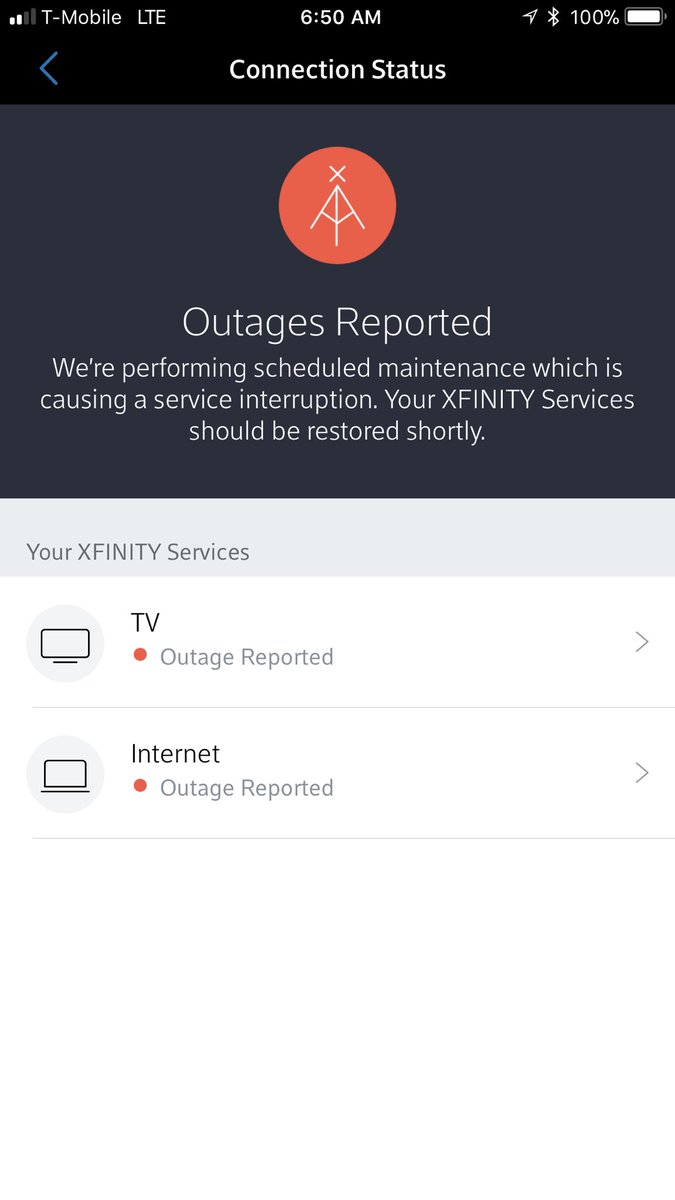 T-Mobile LTE 6:50 AM 100%
Connection Status
Outages Reported
We're performing scheduled maintenance which is
causing a service interruption. Your XFINITY Services
should be restored shortly.
Your XFINITY Services
TV
Outage Reported
Internet
Outage Reported